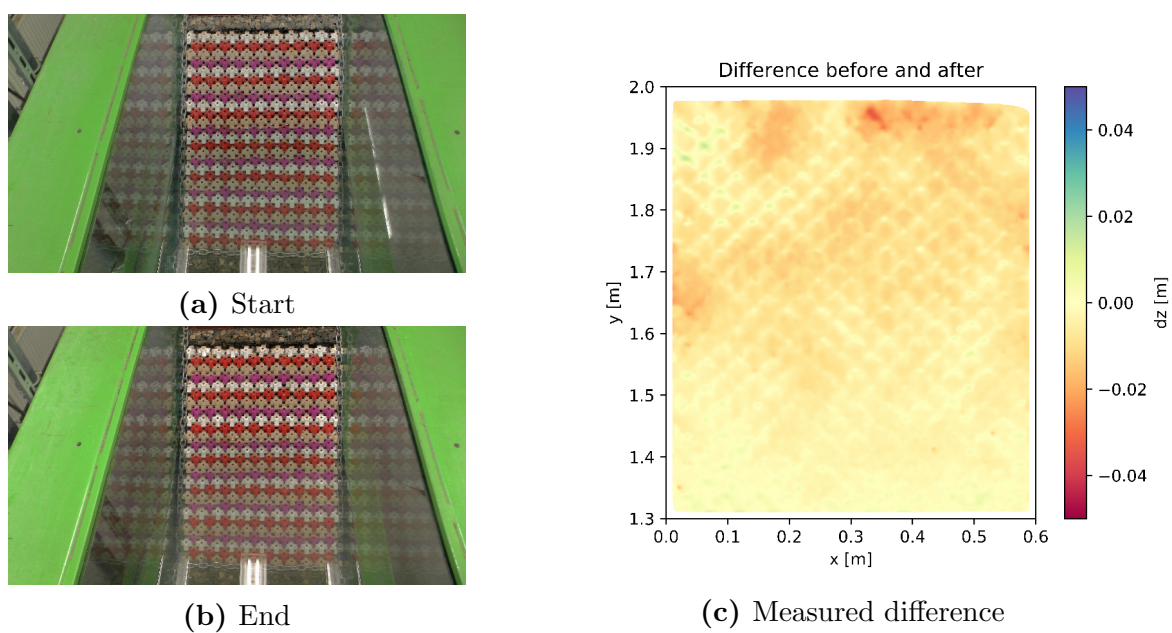 (a) Start
(b) End
Difference before and after
2.0
1.9
1.8
1.7
1.6
1.5
1.4
1.3
y [m]
0.0 0.1 0.2 0.3 0.4 0.5 0.6
x [m]
0.04
0.02
0.00
−0.02
−0.04
dz [m]
(c) Measured difference